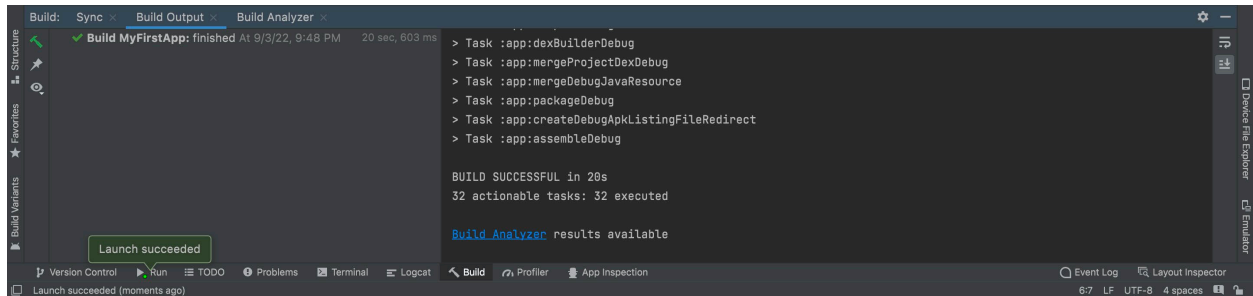 Build: Sync × Build Output × Build Analyzer ×
Structure
Favorites
Build Variants
Build MyFirstApp: finished At 9/3/22, 9:48 PM 20 sec, 603 ms
> Task :app:dexBuilderDebug
> Task :app:mergeProjectDexDebug
> Task :app:mergeDebugJavaResource
> Task :app:packageDebug
> Task :app:createDebugApkListingFileRedirect
> Task :app:assembleDebug
BUILD SUCCESSFUL in 20s
32 actionable tasks: 32 executed
Build Analyzer results available
Device File Explorer
Emulator
Launch succeeded
Version Control Run TODO Problems Terminal Logcat Build Profiler App Inspection Event Log Layout Inspector
Launch succeeded (moments ago) 6:7 LF UTF-8 4 spaces